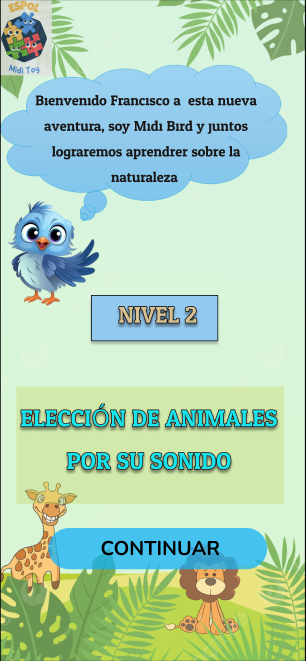 ESPOL
Midi Toy
Bienvenido Francisco a esta nueva
aventura, soy Midi Bird y juntos
lograremos aprendrer sobre la
naturaleza
NIVEL 2
ELECCIÓN DE ANIMALES
POR SU SONIDO
CONTINUAR